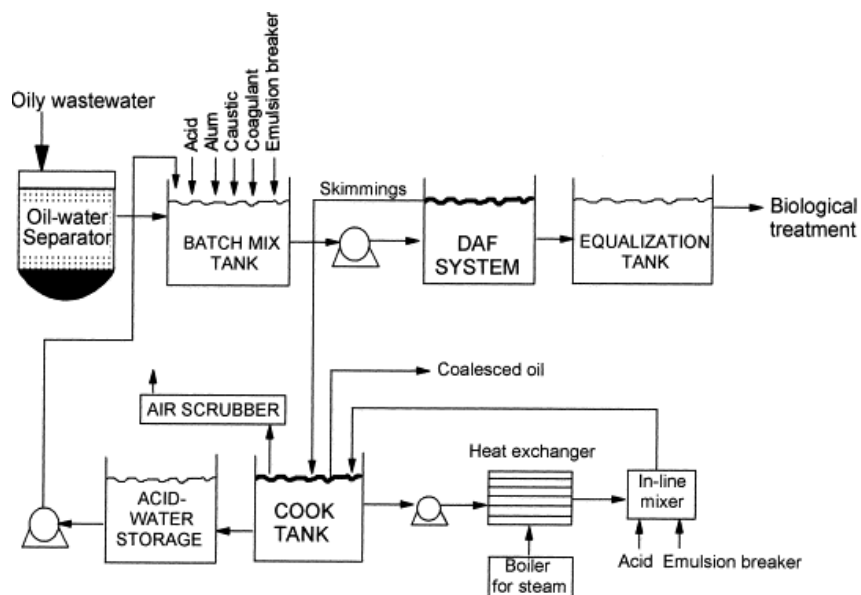 Oily wastewater
Acid
Alum
Caustic
Coagulant
Emulsion breaker
Oil-water
Separator
BATCH MIX
TANK
Skimmings
DAF
SYSTEM
EQUALIZATION
TANK
Biological
treatment
Coalesced oil
AIR SCRUBBER
ACID-
WATER
STORAGE
COOK
TANK
Heat exchanger
In-line
mixer
Boiler
for steam
Acid
Emulsion breaker